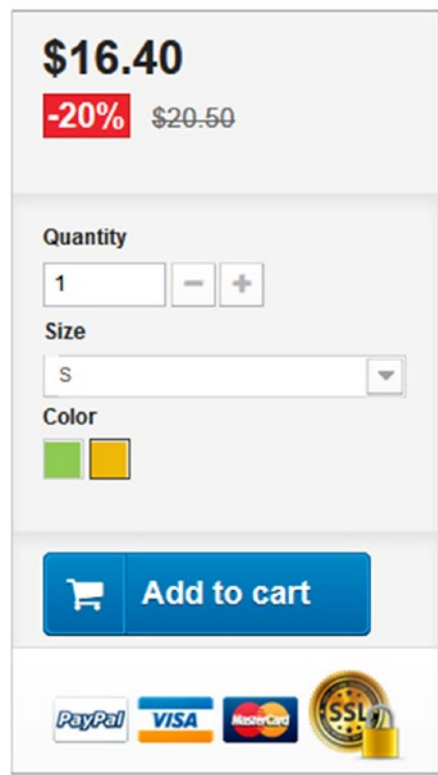 $16.40
-20% $20.50
Quantity
1
Size
S
Color
Add to cart
PayPal VISA MasterCard SSL